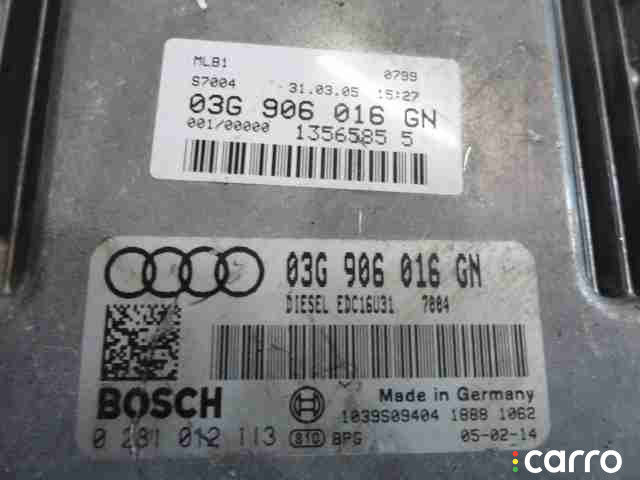 MLB1 0799
S7004 31.03.05 15:27
03G 906 016 GN
001/00000 1356585 5
03G 906 016 GN
DIESEL EDC16U31 7004
BOSCH
Made in Germany
1039S09404 1888 1062
0 281 012 113 810 BPG 05-02-14
carro